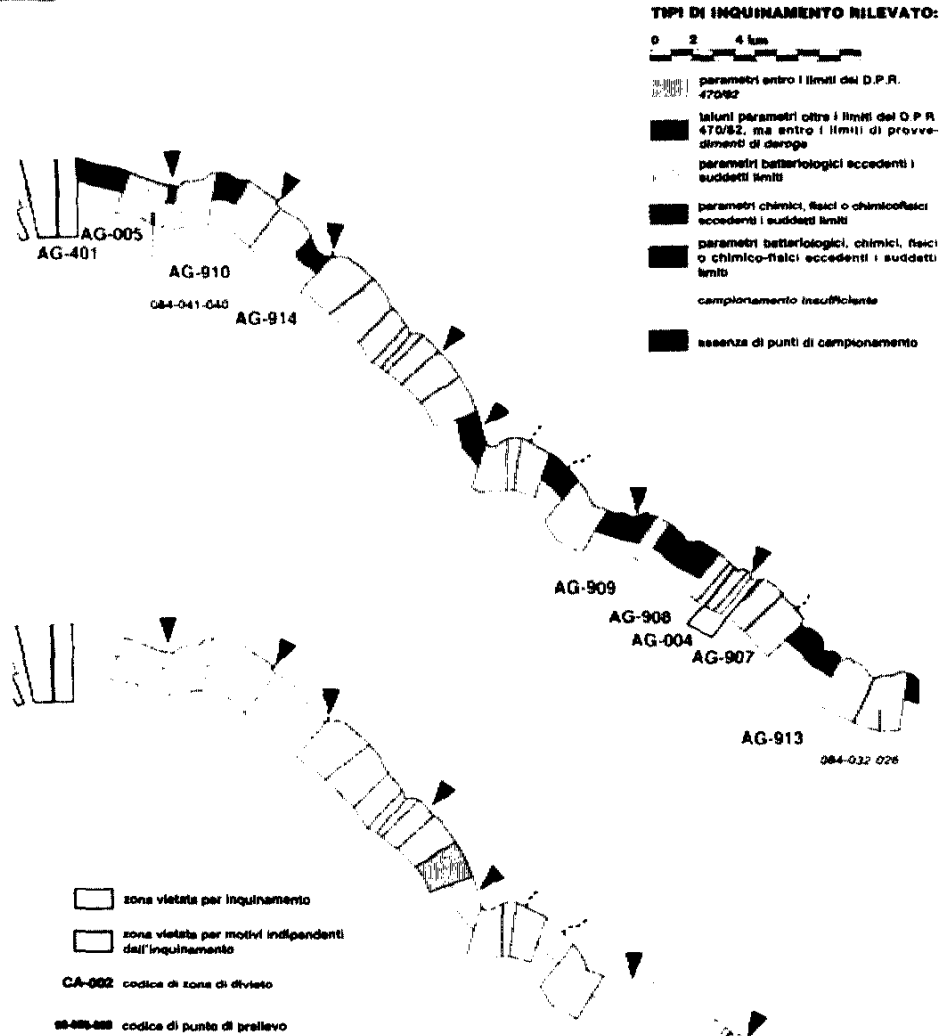 TIPI DI INQUINAMENTO RILEVATO:
0 2 4 km
parametri entro i limiti del D.P.R.
470/82
taluni parametri oltre i limiti del D.P.R
470/82, ma entro i limiti di provve-
dimenti di deroga
parametri batteriologici eccedenti i
suddetti limiti
parametri chimici, fisici o chimicofisici
eccedenti i suddetti limiti
parametri batteriologici, chimici, fisici
o chimico-fisici eccedenti i suddetti
limiti
campionamento insufficiente
assenza di punti di campionamento
AG-005
AG-401
AG-910
084-041-040
AG-914
AG-909
AG-908
AG-004
AG-907
AG-913
084-032 026
zona vietata per inquinamento
zona vietata per motivi indipendenti
dall'inquinamento
CA-002 codice di zona di divieto
codice di punto di prelievo